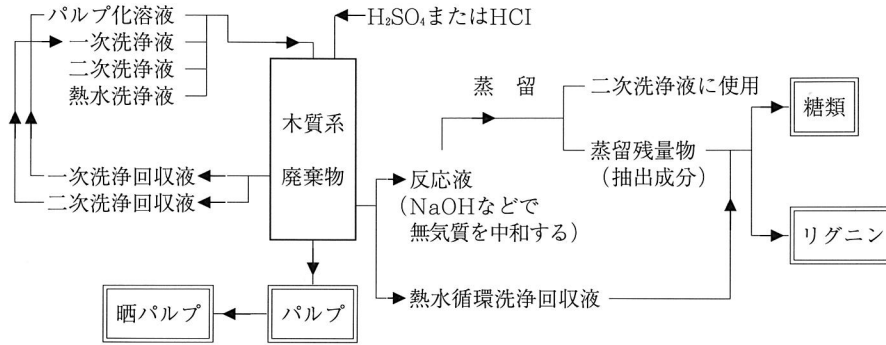 パルプ化溶液
一次洗浄液
二次洗浄液
熱水洗浄液
H₂SO₄またはHCl
木質系
廃棄物
一次洗浄回収液
二次洗浄回収液
蒸 留
二次洗浄液に使用
蒸留残量物
(抽出成分)
糖類
リグニン
反応液
(NaOHなどで
無気質を中和する)
熱水循環洗浄回収液
晒パルプ
パルプ